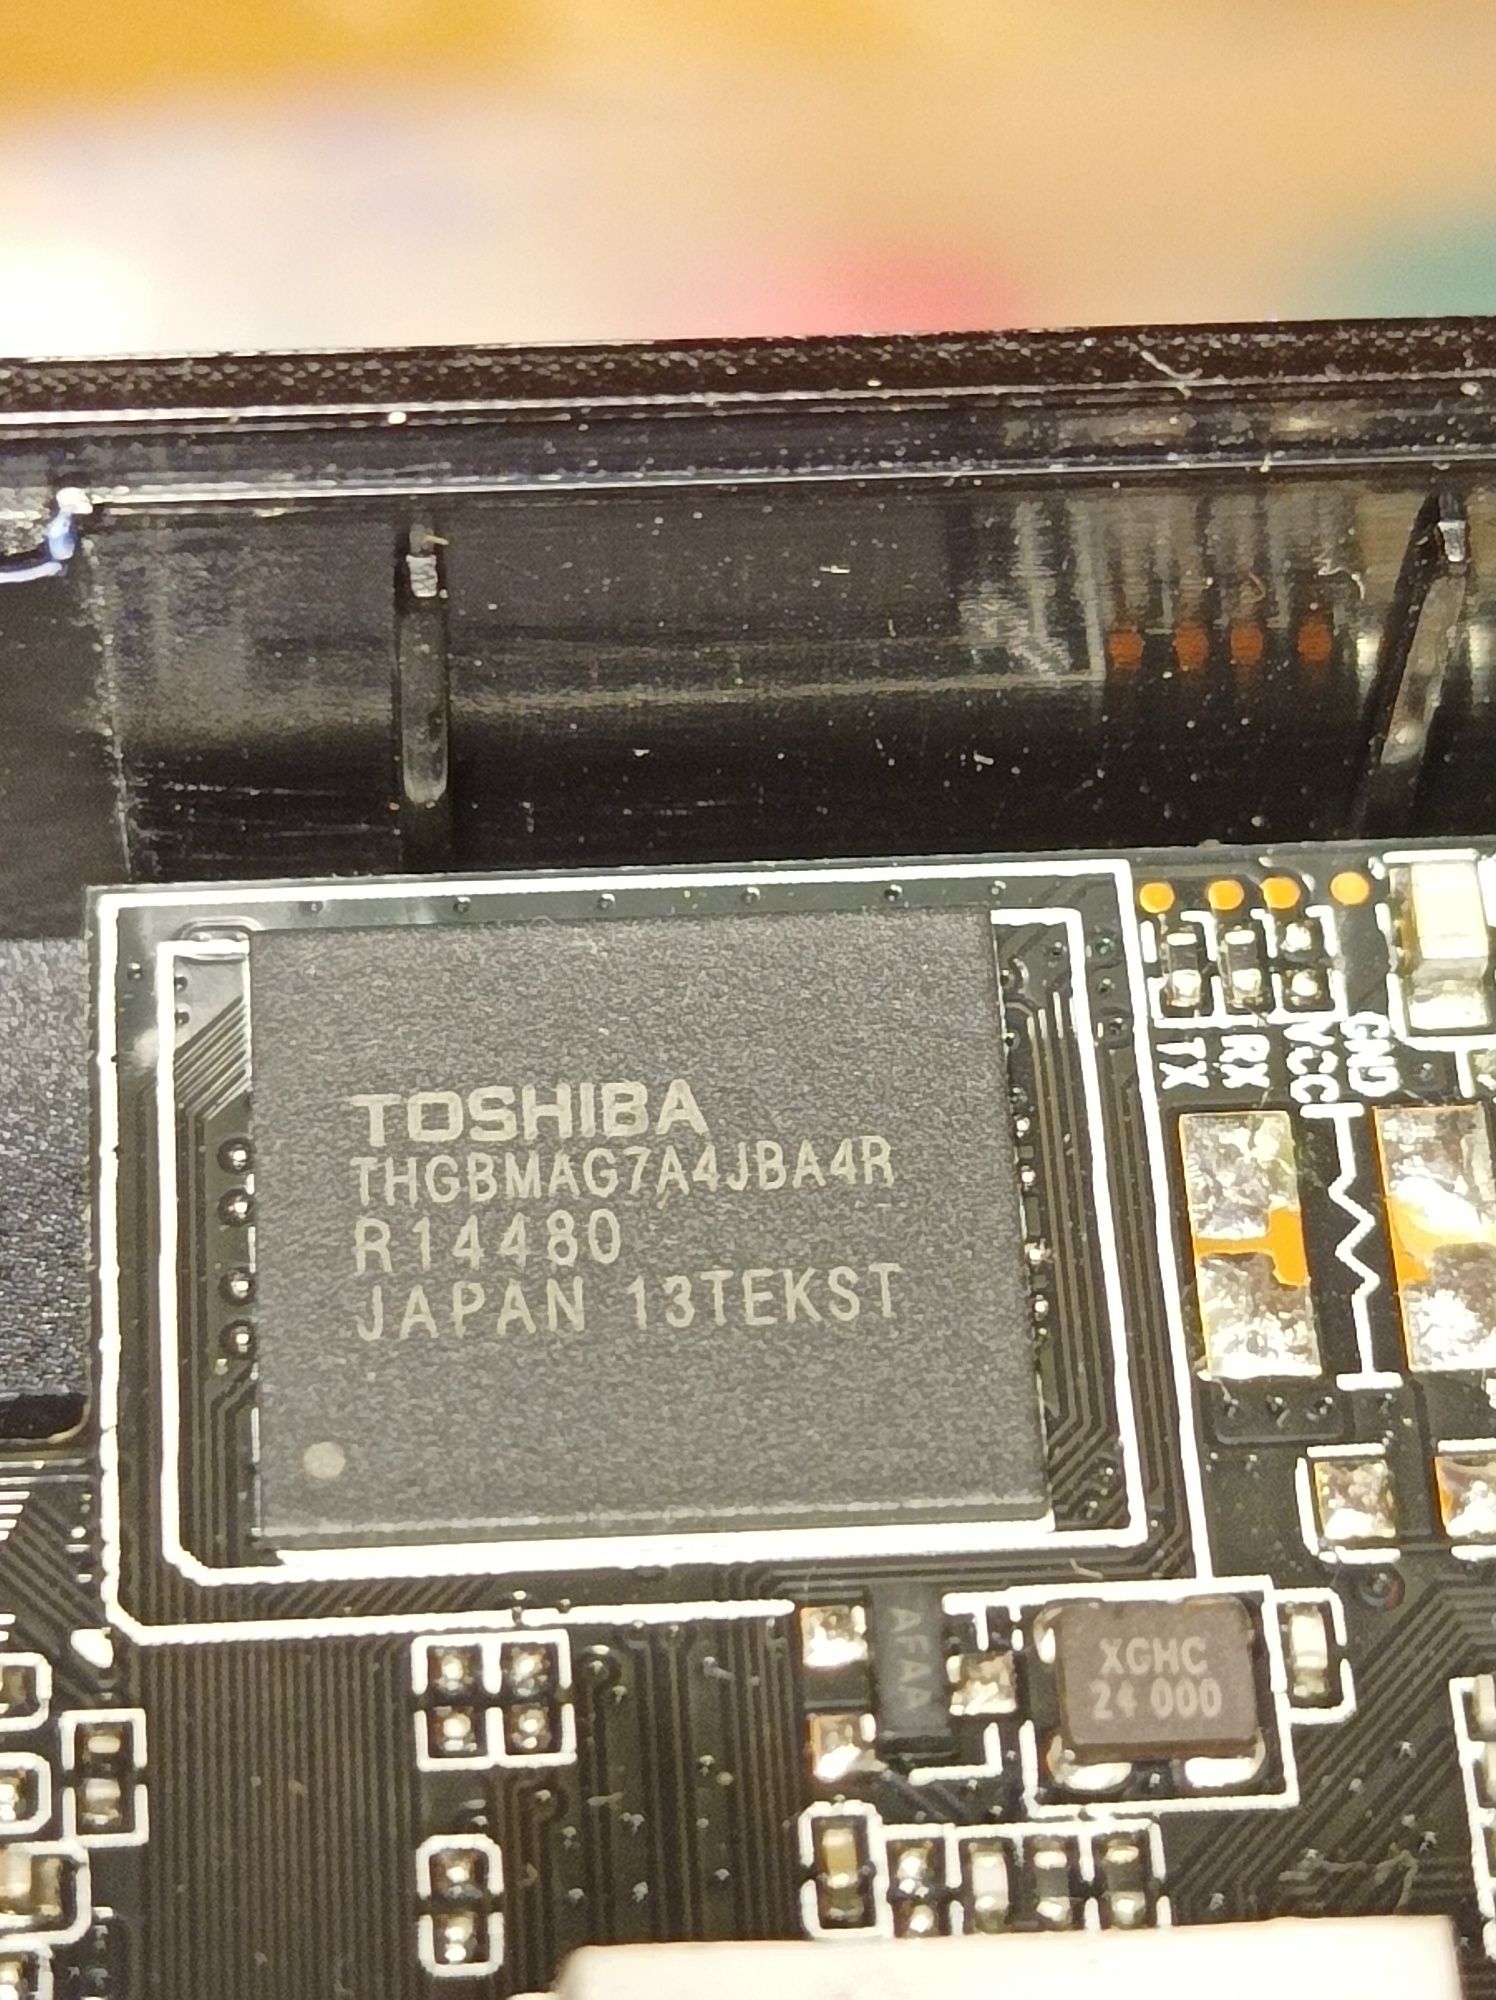 TX
RX
VCC
GND
TOSHIBA
THGBMAG7A4JBA4R
R14480
JAPAN 13TEKST
AFAA
XGHC
24 000